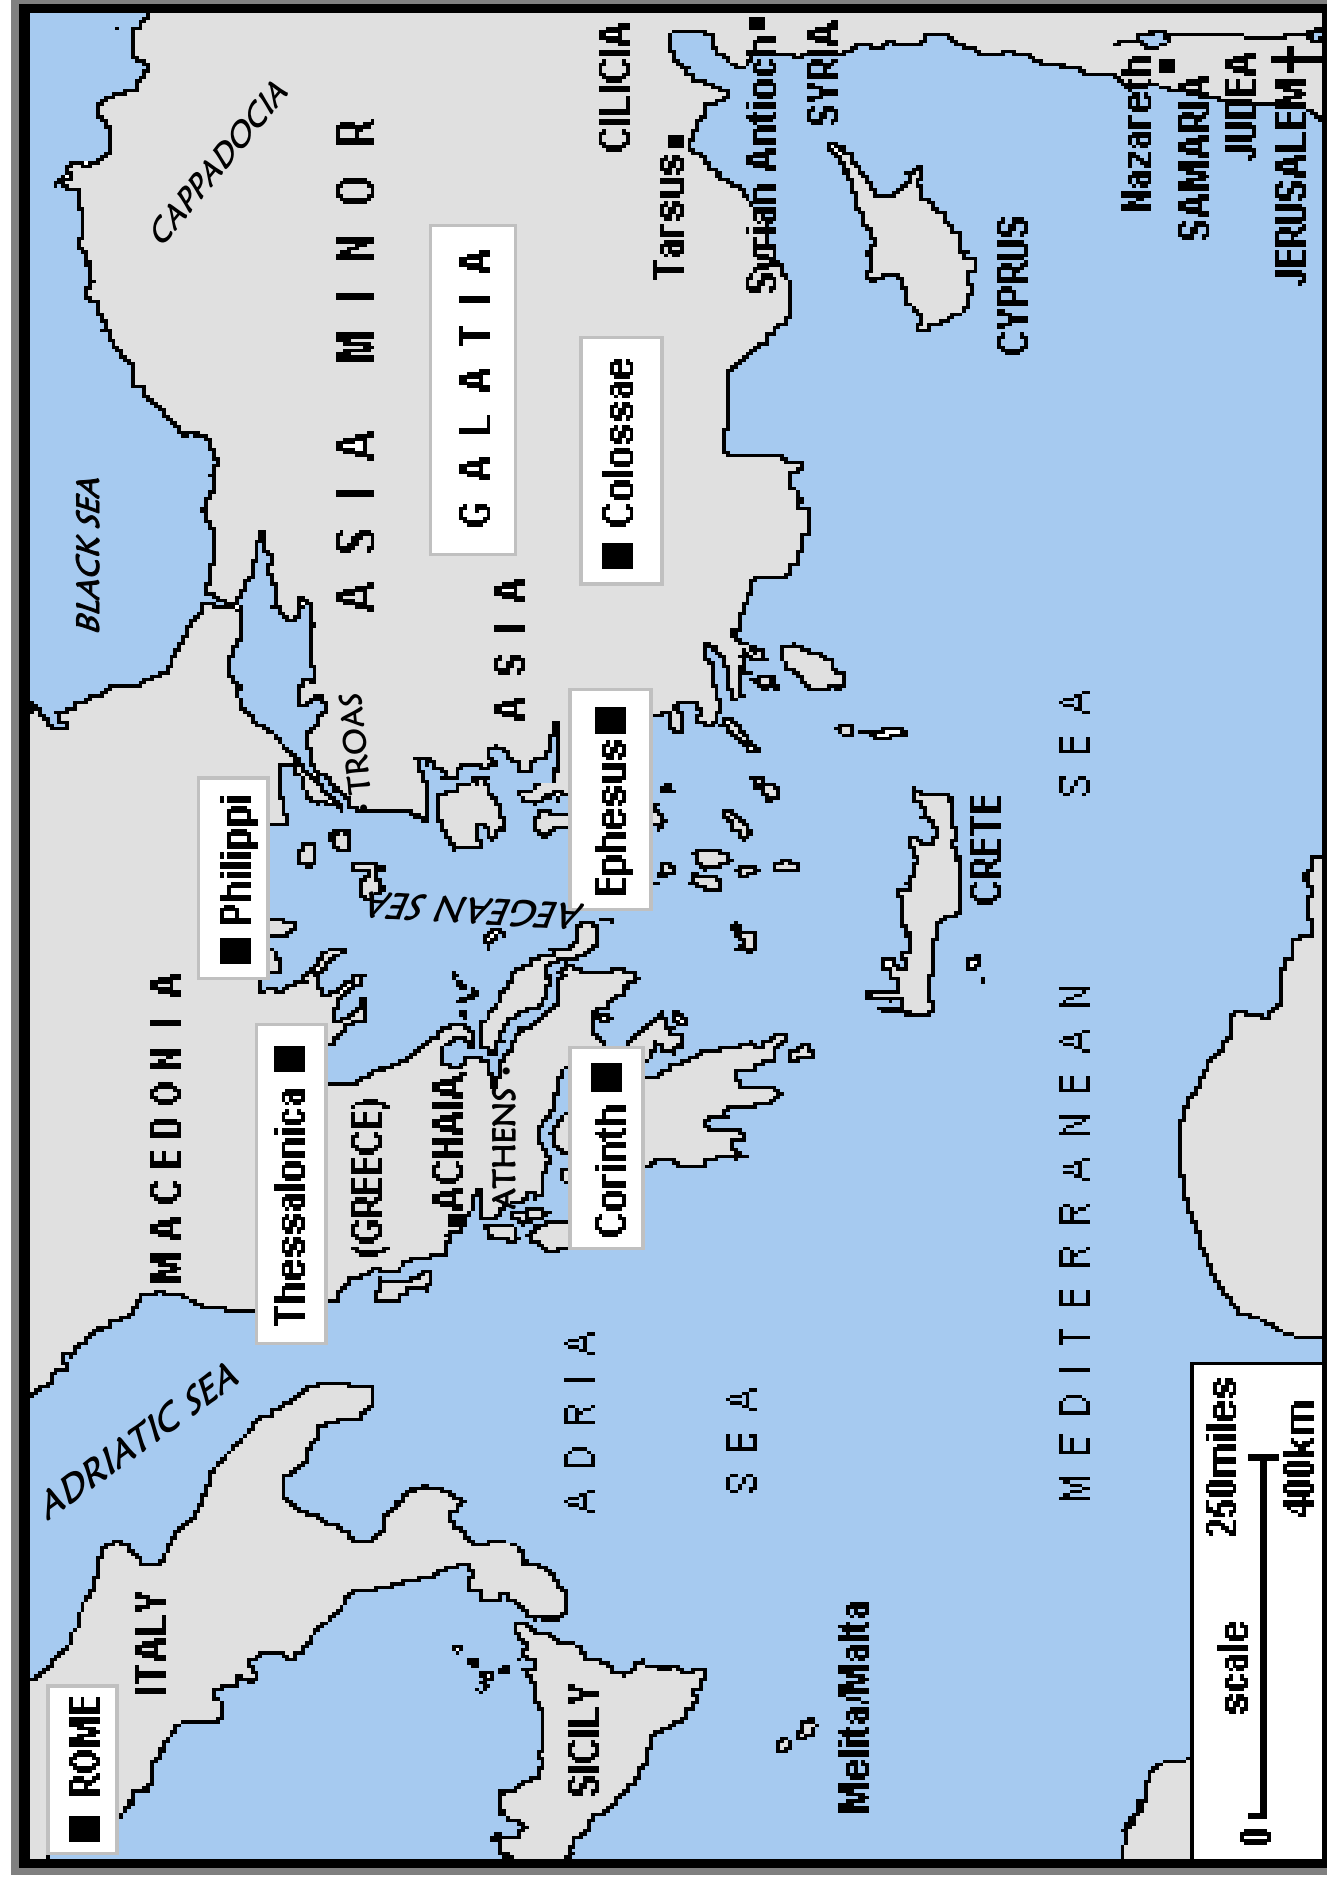 ROME
ITALY
ADRIATIC SEA
MACEDONIA
Thessalonica
Philippi
(GREECE)
ACHAIA
ATHENS
Corinth
AEGEAN SEA
TROAS
Ephesus
BLACK SEA
CAPPADOCIA
ASIA MINOR
GALATIA
ASIA
Colossae
CILICIA
Tarsus
Syrian Antioch
SYRIA
CYPRUS
CRETE
ADRIA
SEA
SICILY
Melita/Malta
MEDITERRANEAN SEA
Nazareth
SAMARIA
JUDEA
JERUSALEM
250miles
scale
0
400km